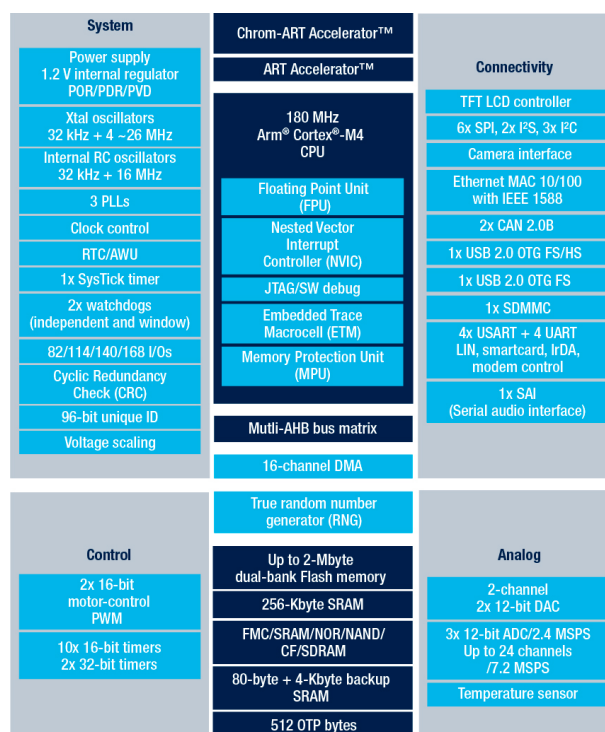 System
Power supply
1.2 V internal regulator
POR/PDR/PVD
Xtal oscillators
32 kHz + 4 ~26 MHz
Internal RC oscillators
32 kHz + 16 MHz
3 PLLs
Clock control
RTC/AWU
1x SysTick timer
2x watchdogs
(independent and window)
82/114/140/168 I/Os
Cyclic Redundancy
Check (CRC)
96-bit unique ID
Voltage scaling
Chrom-ART Accelerator™
ART Accelerator™
180 MHz
Arm® Cortex®-M4
CPU
Floating Point Unit
(FPU)
Nested Vector
Interrupt
Controller (NVIC)
JTAG/SW debug
Embedded Trace
Macrocell (ETM)
Memory Protection Unit
(MPU)
Mutli-AHB bus matrix
16-channel DMA
True random number
generator (RNG)
Connectivity
TFT LCD controller
6x SPI, 2x I²S, 3x I²C
Camera interface
Ethernet MAC 10/100
with IEEE 1588
2x CAN 2.0B
1x USB 2.0 OTG FS/HS
1x USB 2.0 OTG FS
1x SDMMC
4x USART + 4 UART
LIN, smartcard, IrDA,
modem control
1x SAI
(Serial audio interface)
Control
2x 16-bit
motor-control
PWM
10x 16-bit timers
2x 32-bit timers
Up to 2-Mbyte
dual-bank Flash memory
256-Kbyte SRAM
FMC/SRAM/NOR/NAND/
CF/SDRAM
80-byte + 4-Kbyte backup
SRAM
512 OTP bytes
Analog
2-channel
2x 12-bit DAC
3x 12-bit ADC/2.4 MSPS
Up to 24 channels
/7.2 MSPS
Temperature sensor